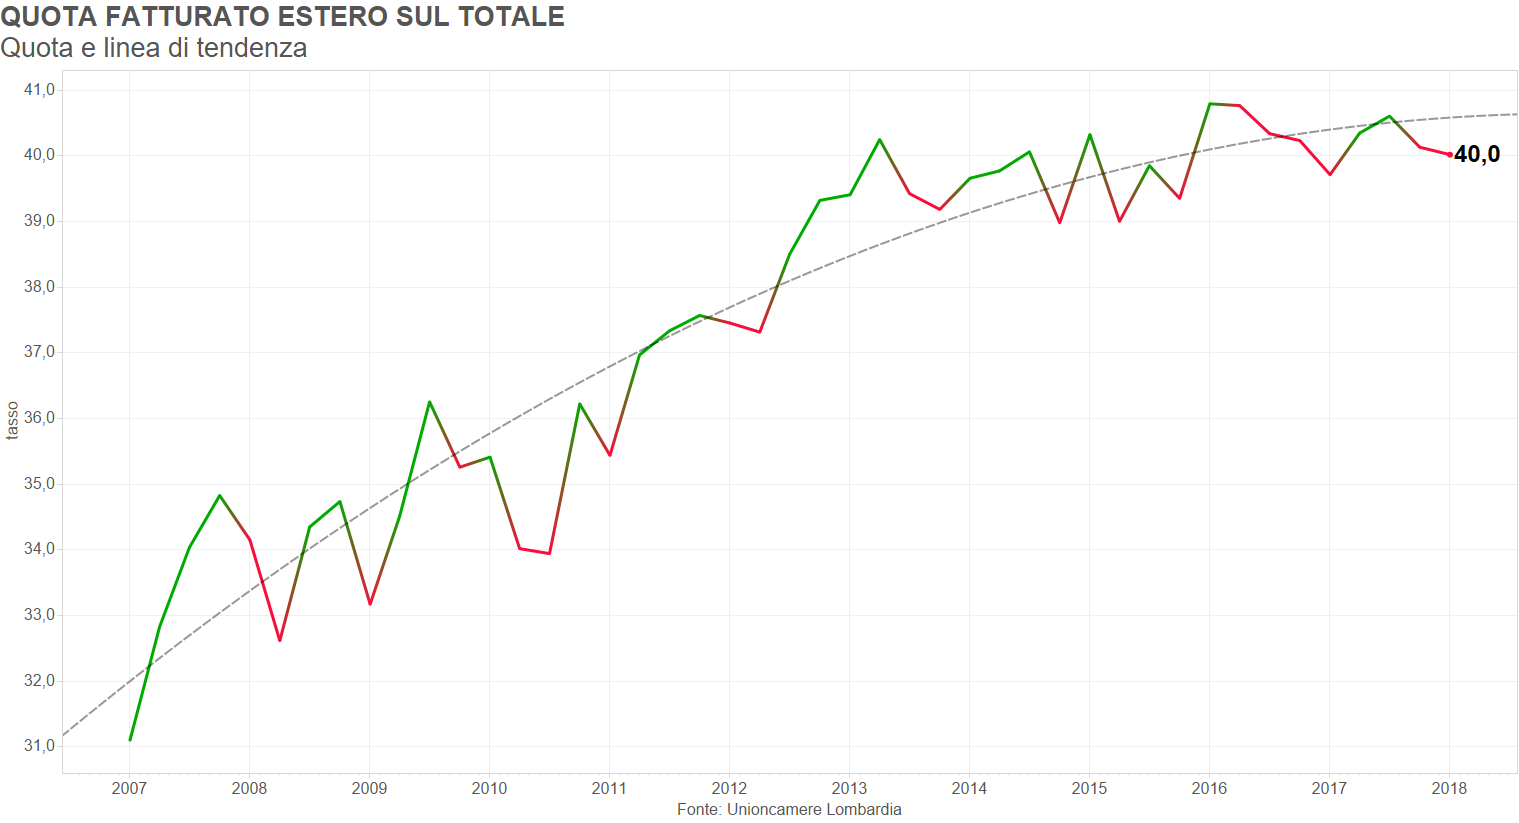 QUOTA FATTURATO ESTERO SUL TOTALE
Quota e linea di tendenza
41,0
40,0
39,0
38,0
37,0
36,0
35,0
34,0
33,0
32,0
31,0
tasso
40,0
2007 2008 2009 2010 2011 2012 2013 2014 2015 2016 2017 2018
Fonte: Unioncamere Lombardia